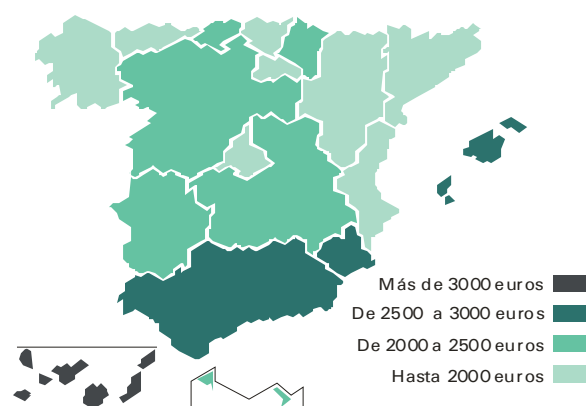 Más de 3000 euros
De 2500 a 3000 euros
De 2000 a 2500 euros
Hasta 2000 euros